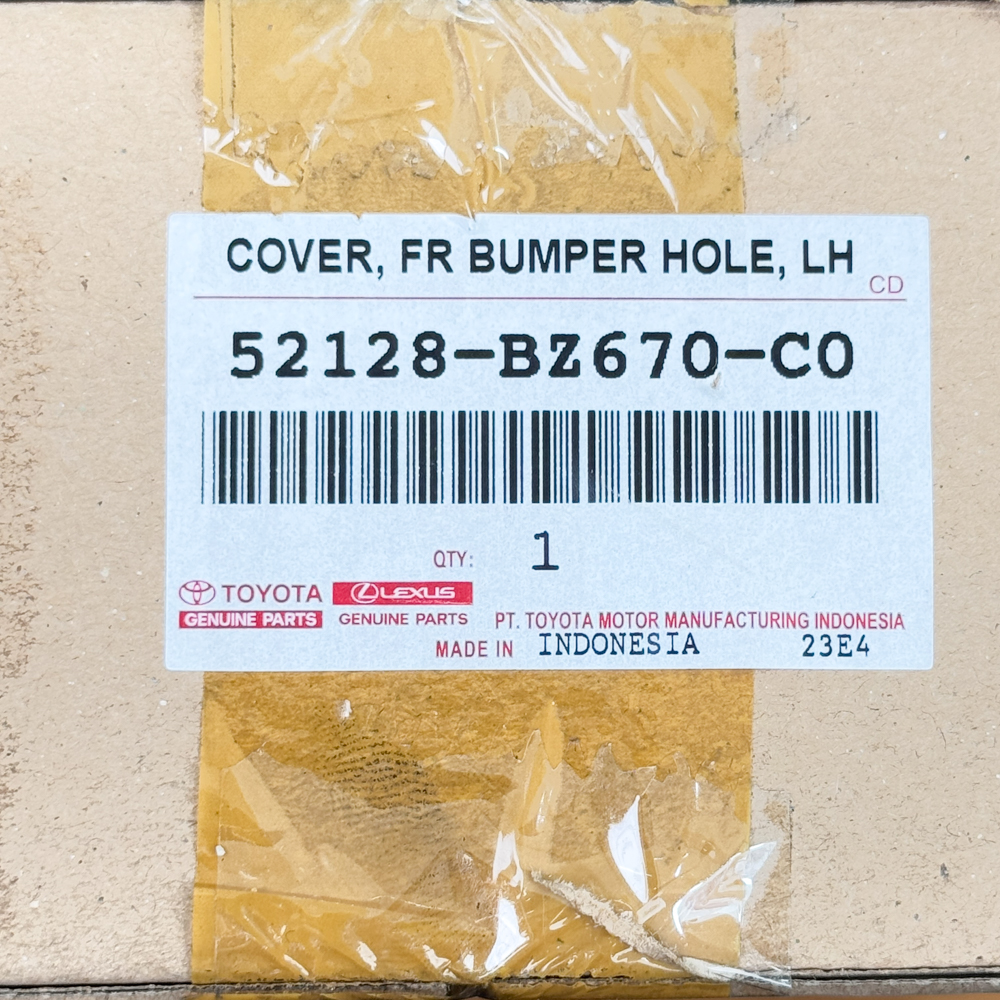 COVER, FR BUMPER HOLE, LH
CD
52128-BZ670-C0
QTY: 1
TOYOTA LEXUS
GENUINE PARTS GENUINE PARTS PT. TOYOTA MOTOR MANUFACTURING INDONESIA
MADE IN INDONESIA 23E4